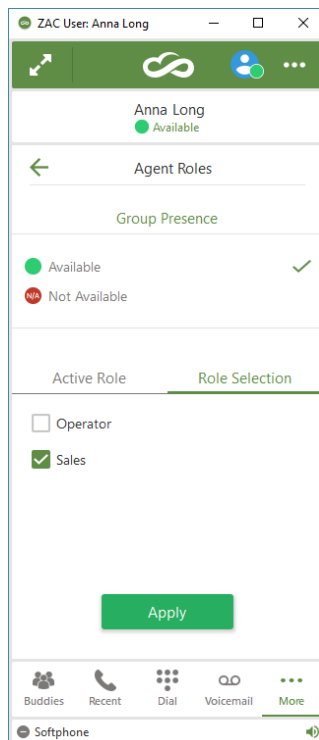 ZAC User: Anna Long
Anna Long
Available
Agent Roles
Group Presence
Available
N/A Not Available
Active Role Role Selection
Operator
Sales
Apply
Buddies Recent Dial Voicemail More
Softphone